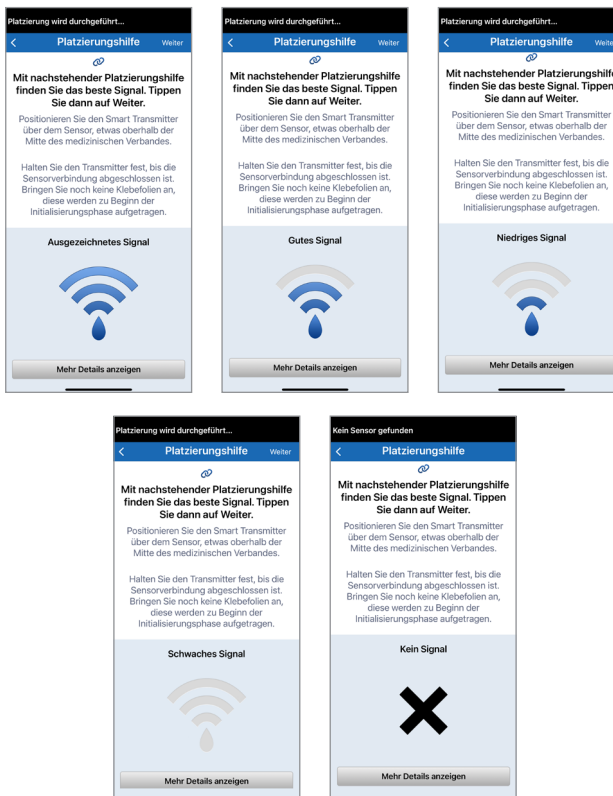 Platzierung wird durchgeführt...
Platzierungshilfe Weiter
Mit nachstehender Platzierungshilfe
finden Sie das beste Signal. Tippen
Sie dann auf Weiter.
Positionieren Sie den Smart Transmitter
über dem Sensor, etwas oberhalb der
Mitte des medizinischen Verbandes.
Halten Sie den Transmitter fest, bis die
Sensorverbindung abgeschlossen ist.
Bringen Sie noch keine Klebefolien an,
diese werden zu Beginn der
Initialisierungsphase aufgetragen.
Ausgezeichnetes Signal
Mehr Details anzeigen
Platzierung wird durchgeführt...
Platzierungshilfe Weiter
Mit nachstehender Platzierungshilfe
finden Sie das beste Signal. Tippen
Sie dann auf Weiter.
Positionieren Sie den Smart Transmitter
über dem Sensor, etwas oberhalb der
Mitte des medizinischen Verbandes.
Halten Sie den Transmitter fest, bis die
Sensorverbindung abgeschlossen ist.
Bringen Sie noch keine Klebefolien an,
diese werden zu Beginn der
Initialisierungsphase aufgetragen.
Gutes Signal
Mehr Details anzeigen
Platzierung wird durchgeführt...
Platzierungshilfe Weite
Mit nachstehender Platzierungshilfe
finden Sie das beste Signal. Tippen
Sie dann auf Weiter.
Positionieren Sie den Smart Transmitter
über dem Sensor, etwas oberhalb der
Mitte des medizinischen Verbandes.
Halten Sie den Transmitter fest, bis die
Sensorverbindung abgeschlossen ist.
Bringen Sie noch keine Klebefolien an,
diese werden zu Beginn der
Initialisierungsphase aufgetragen.
Niedriges Signal
Mehr Details anzeigen
Platzierung wird durchgeführt...
Platzierungshilfe Weiter
Mit nachstehender Platzierungshilfe
finden Sie das beste Signal. Tippen
Sie dann auf Weiter.
Positionieren Sie den Smart Transmitter
über dem Sensor, etwas oberhalb der
Mitte des medizinischen Verbandes.
Halten Sie den Transmitter fest, bis die
Sensorverbindung abgeschlossen ist.
Bringen Sie noch keine Klebefolien an,
diese werden zu Beginn der
Initialisierungsphase aufgetragen.
Schwaches Signal
Mehr Details anzeigen
Kein Sensor gefunden
Platzierungshilfe
Mit nachstehender Platzierungshilfe
finden Sie das beste Signal. Tippen
Sie dann auf Weiter.
Positionieren Sie den Smart Transmitter
über dem Sensor, etwas oberhalb der
Mitte des medizinischen Verbandes.
Halten Sie den Transmitter fest, bis die
Sensorverbindung abgeschlossen ist.
Bringen Sie noch keine Klebefolien an,
diese werden zu Beginn der
Initialisierungsphase aufgetragen.
Kein Signal
Mehr Details anzeigen